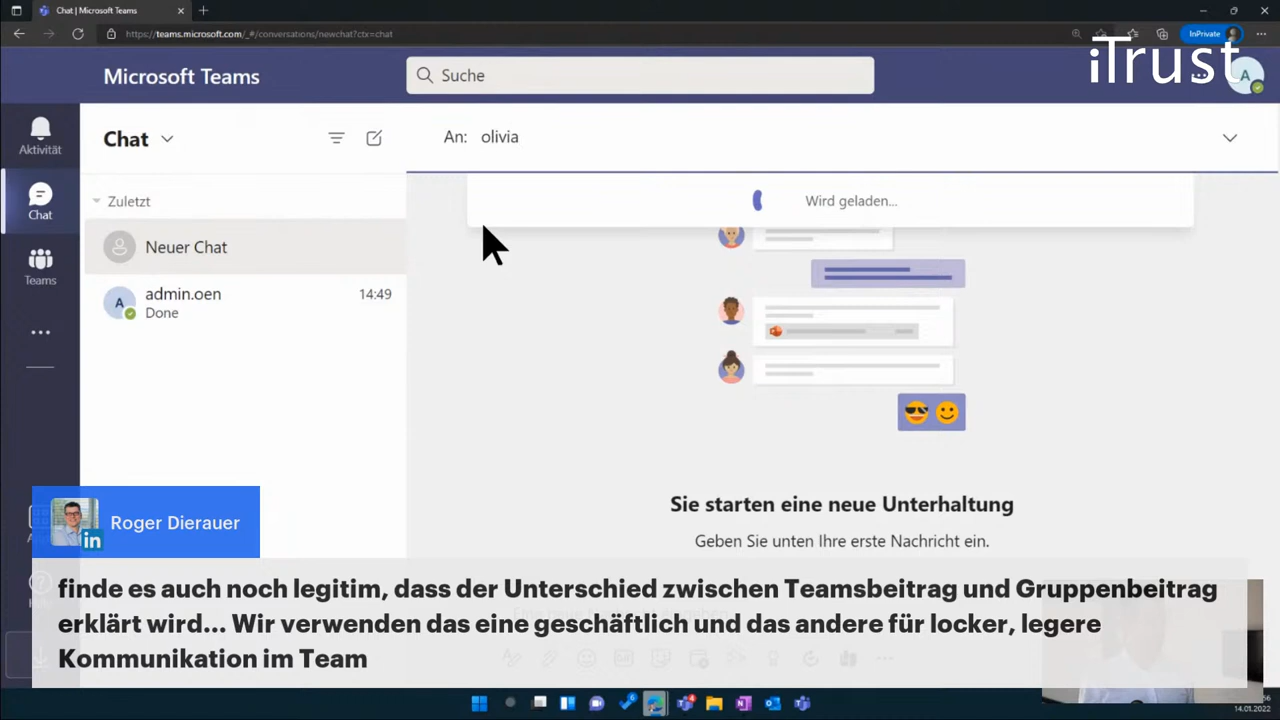 Chat | Microsoft Teams
https://teams.microsoft.com/_#/conversations/newchat?ctx=chat
InPrivate
iTrust
Microsoft Teams
Suche
A
Aktivität
Chat
Teams
Chat
Zuletzt
Neuer Chat
A
admin.oen
14:49
Done
An: olivia
Wird geladen...
Sie starten eine neue Unterhaltung
Geben Sie unten Ihre erste Nachricht ein.
in
Roger Dierauer
finde es auch noch legitim, dass der Unterschied zwischen Teamsbeitrag und Gruppenbeitrag
erklärt wird... Wir verwenden das eine geschäftlich und das andere für locker, legere
Kommunikation im Team
14.01.2022